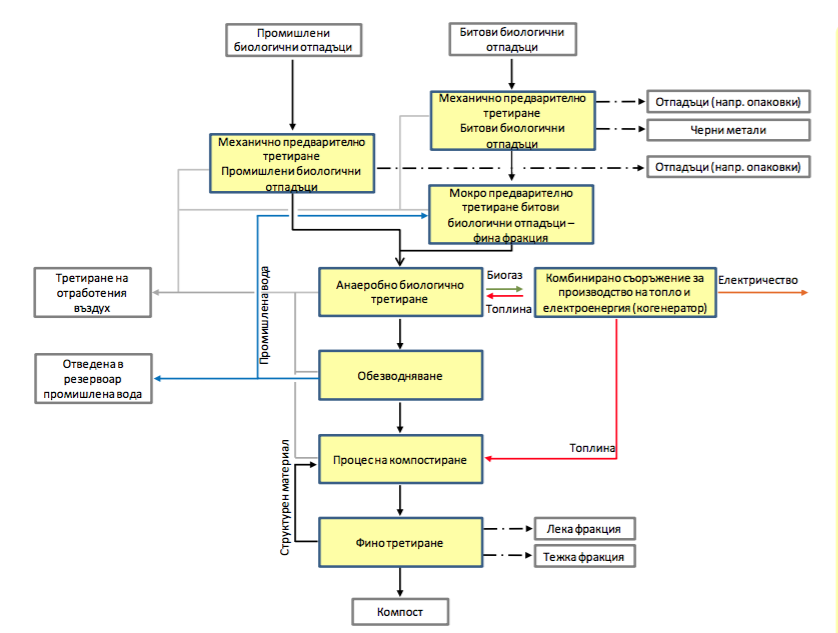 Промишлени
биологични отпадъци
Битови биологични
отпадъци
Механично предварително
третиране
Битови биологични
отпадъци
Отпадъци (напр. опаковки)
Черни метали
Механично предварително
третиране
Промишлени биологични
отпадъци
Отпадъци (напр. опаковки)
Мокро предварително
третиране битови
биологични отпадъци –
фина фракция
Третиране на
отработения
въздух
Промишлена вода
Анаеробно биологично
третиране
Биогаз
Топлина
Комбинирано съоръжение за
производство на топло и
електроенергия (когенератор)
Електричество
Отведена в
резервоар
промишлена вода
Обезводняване
Топлина
Структурен материал
Процес на компостиране
Фино третиране
Лека фракция
Тежка фракция
Компост